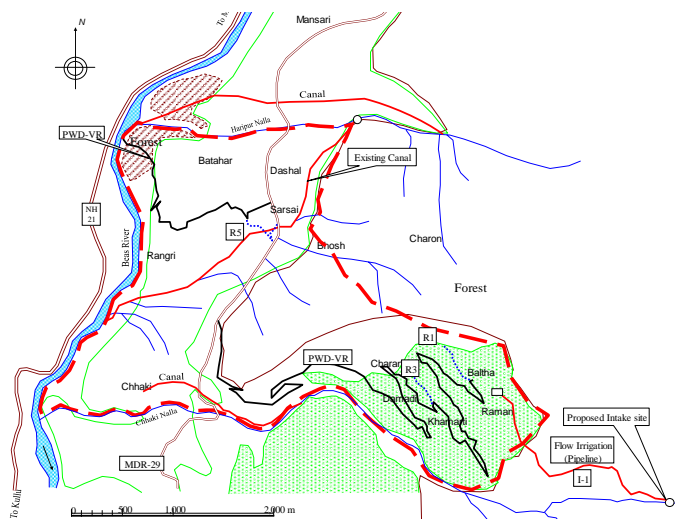 Mansari
N
To M
Canal
Haripur Nalla
PWD-VR
Forest
Batahar
Existing Canal
Dashal
NH
21
Sarsai
R5
Bhosh
Charon
Beas River
Rangri
Forest
R1
PWD-VR
Charan
R3
Baltha
Canal
Chhaki
Damadi
Raman
Khamani
Chhaki Nalla
Proposed Intake site
Flow Irrigation
(Pipeline)
MDR-29
I-1
To Kullu
0 500 1,000 2,000 m